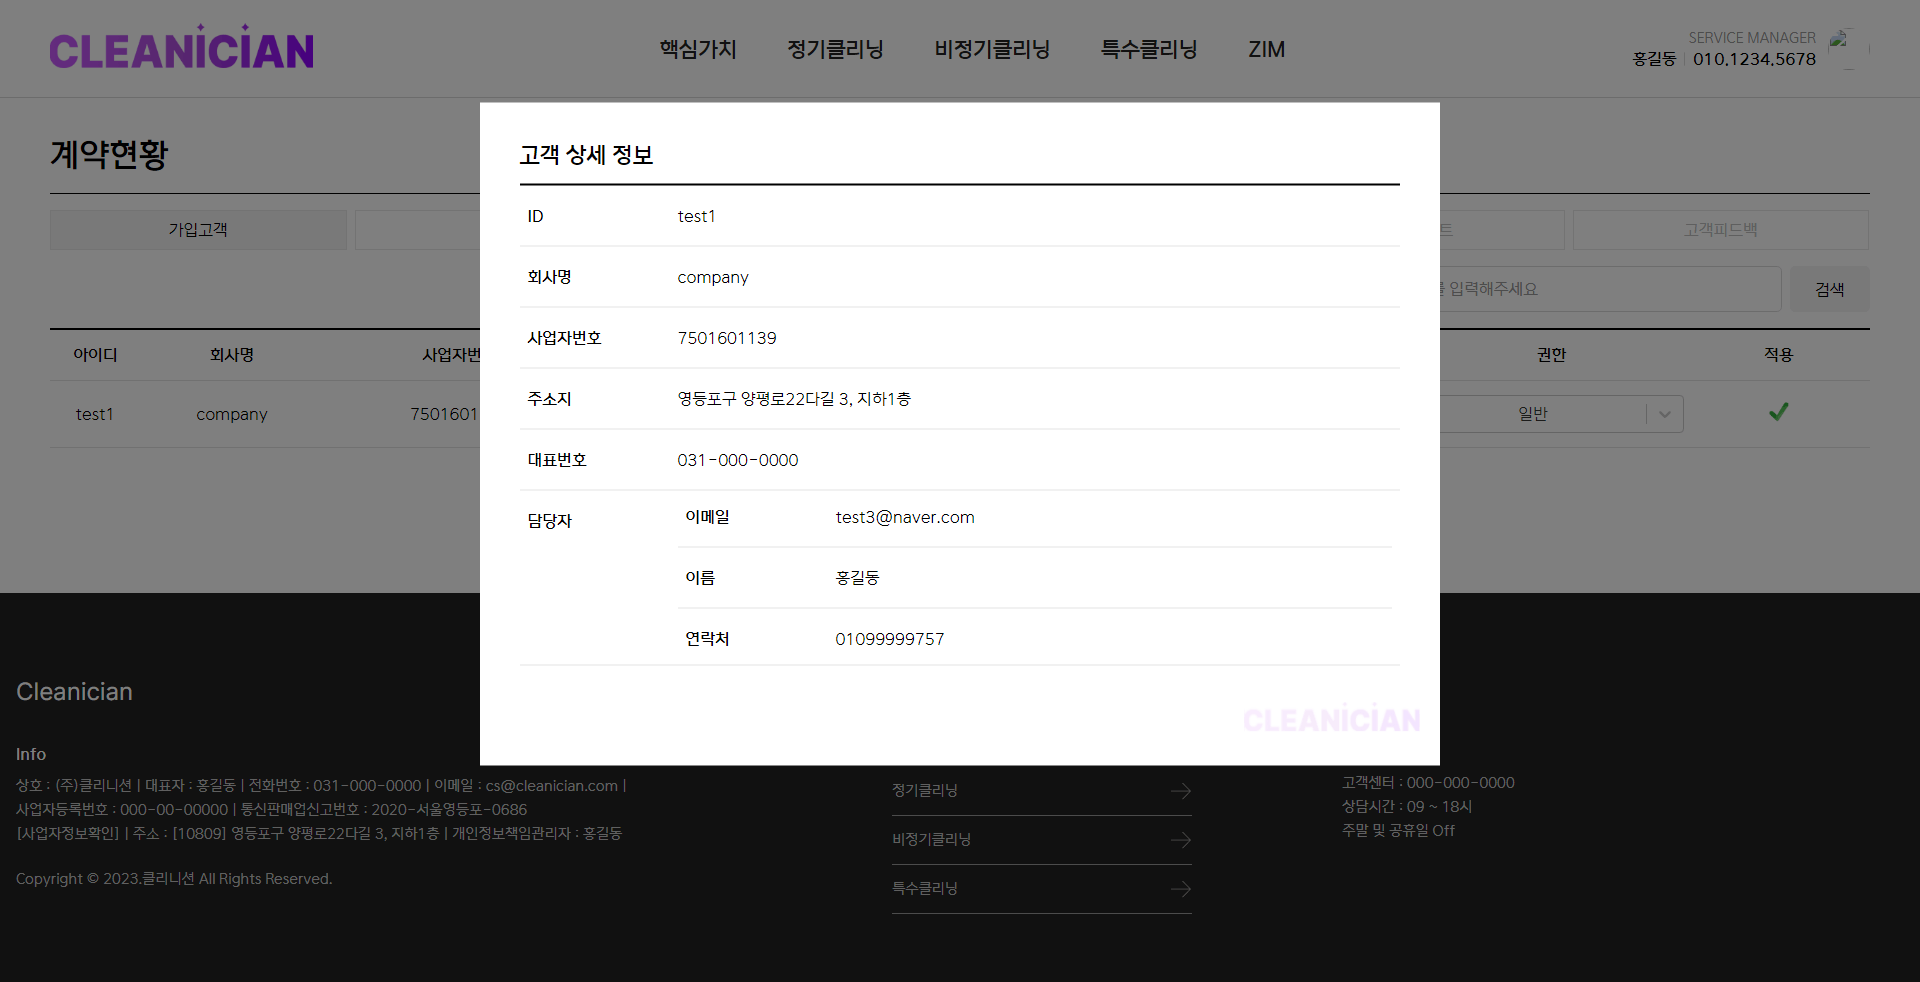 CLEANICIAN
핵심가치 정기클리닝 비정기클리닝 특수클리닝 ZIM
SERVICE MANAGER
홍길동 | 010.1234.5678
계약현황
가입고객
트
고객피드백
입력해주세요
검색
아이디 회사명 사업자번 권한 적용
test1 company 7501601 일반
고객 상세 정보
ID test1
회사명 company
사업자번호 7501601139
주소지 영등포구 양평로22다길 3, 지하1층
대표번호 031-000-0000
담당자 이메일 test3@naver.com
이름 홍길동
연락처 01099999757
CLEANICIAN
Cleanician
Info
상호 : (주)클리니션 | 대표자 : 홍길동 | 전화번호 : 031-000-0000 | 이메일 : cs@cleanician.com |
사업자등록번호 : 000-00-00000 | 통신판매업신고번호 : 2020-서울영등포-0686
[사업자정보확인] | 주소 : [10809] 영등포구 양평로22다길 3, 지하1층 | 개인정보책임관리자 : 홍길동
Copyright © 2023.클리니션 All Rights Reserved.
정기클리닝
비정기클리닝
특수클리닝
고객센터 : 000-000-0000
상담시간 : 09 ~ 18시
주말 및 공휴일 Off